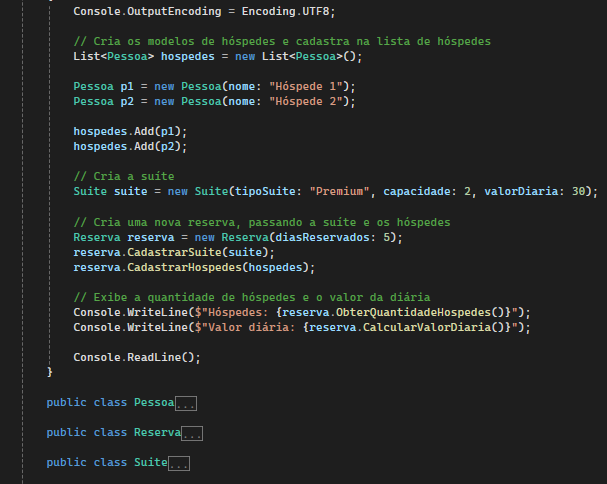 Console.OutputEncoding = Encoding.UTF8;
// Cria os modelos de hóspedes e cadastra na lista de hóspedes
List<Pessoa> hospedes = new List<Pessoa>();
Pessoa p1 = new Pessoa(nome: "Hóspede 1");
Pessoa p2 = new Pessoa(nome: "Hóspede 2");
hospedes.Add(p1);
hospedes.Add(p2);
// Cria a suíte
Suite suite = new Suite(tipoSuite: "Premium", capacidade: 2, valorDiaria: 30);
// Cria uma nova reserva, passando a suíte e os hóspedes
Reserva reserva = new Reserva(diasReservados: 5);
reserva.CadastrarSuite(suite);
reserva.CadastrarHospedes(hospedes);
// Exibe a quantidade de hóspedes e o valor da diária
Console.WriteLine($"Hóspedes: {reserva.ObterQuantidadeHospedes()}");
Console.WriteLine($"Valor diária: {reserva.CalcularValorDiaria()}");
Console.ReadLine();
}
public class Pessoa...
public class Reserva...
public class Suite...